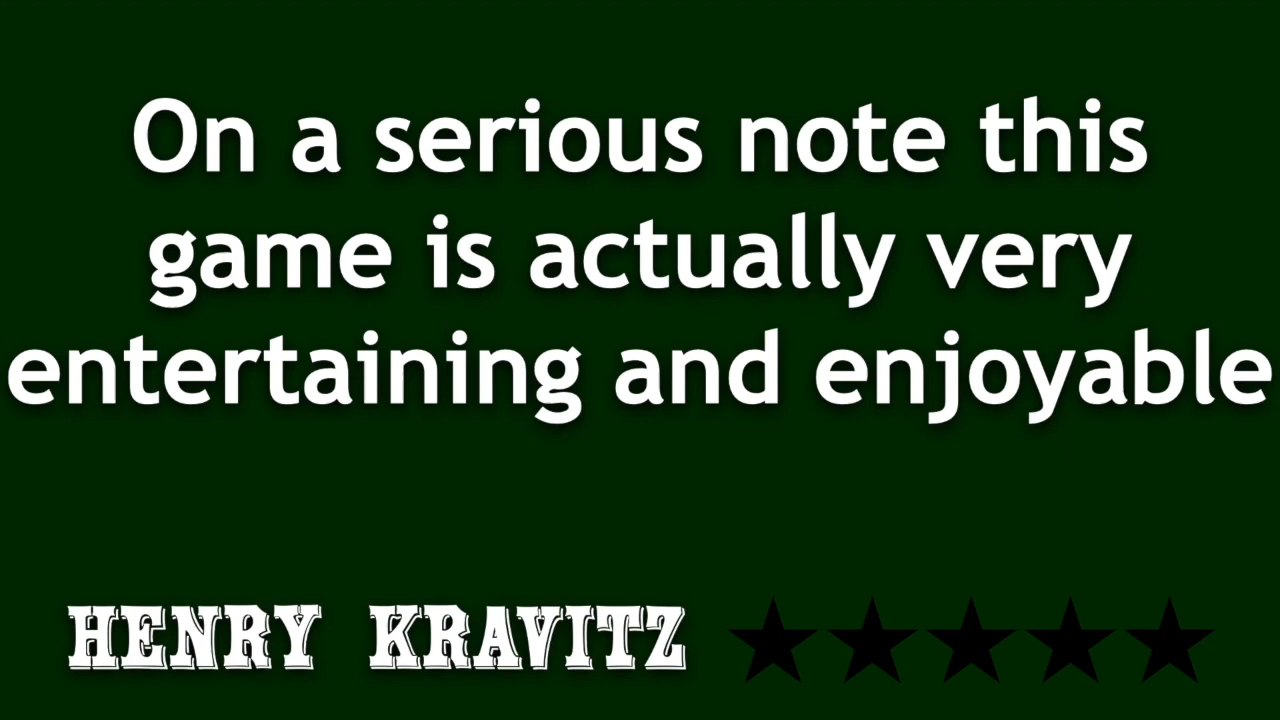 On a serious note this
game is actually very
entertaining and enjoyable
HENRY KRAVITZ